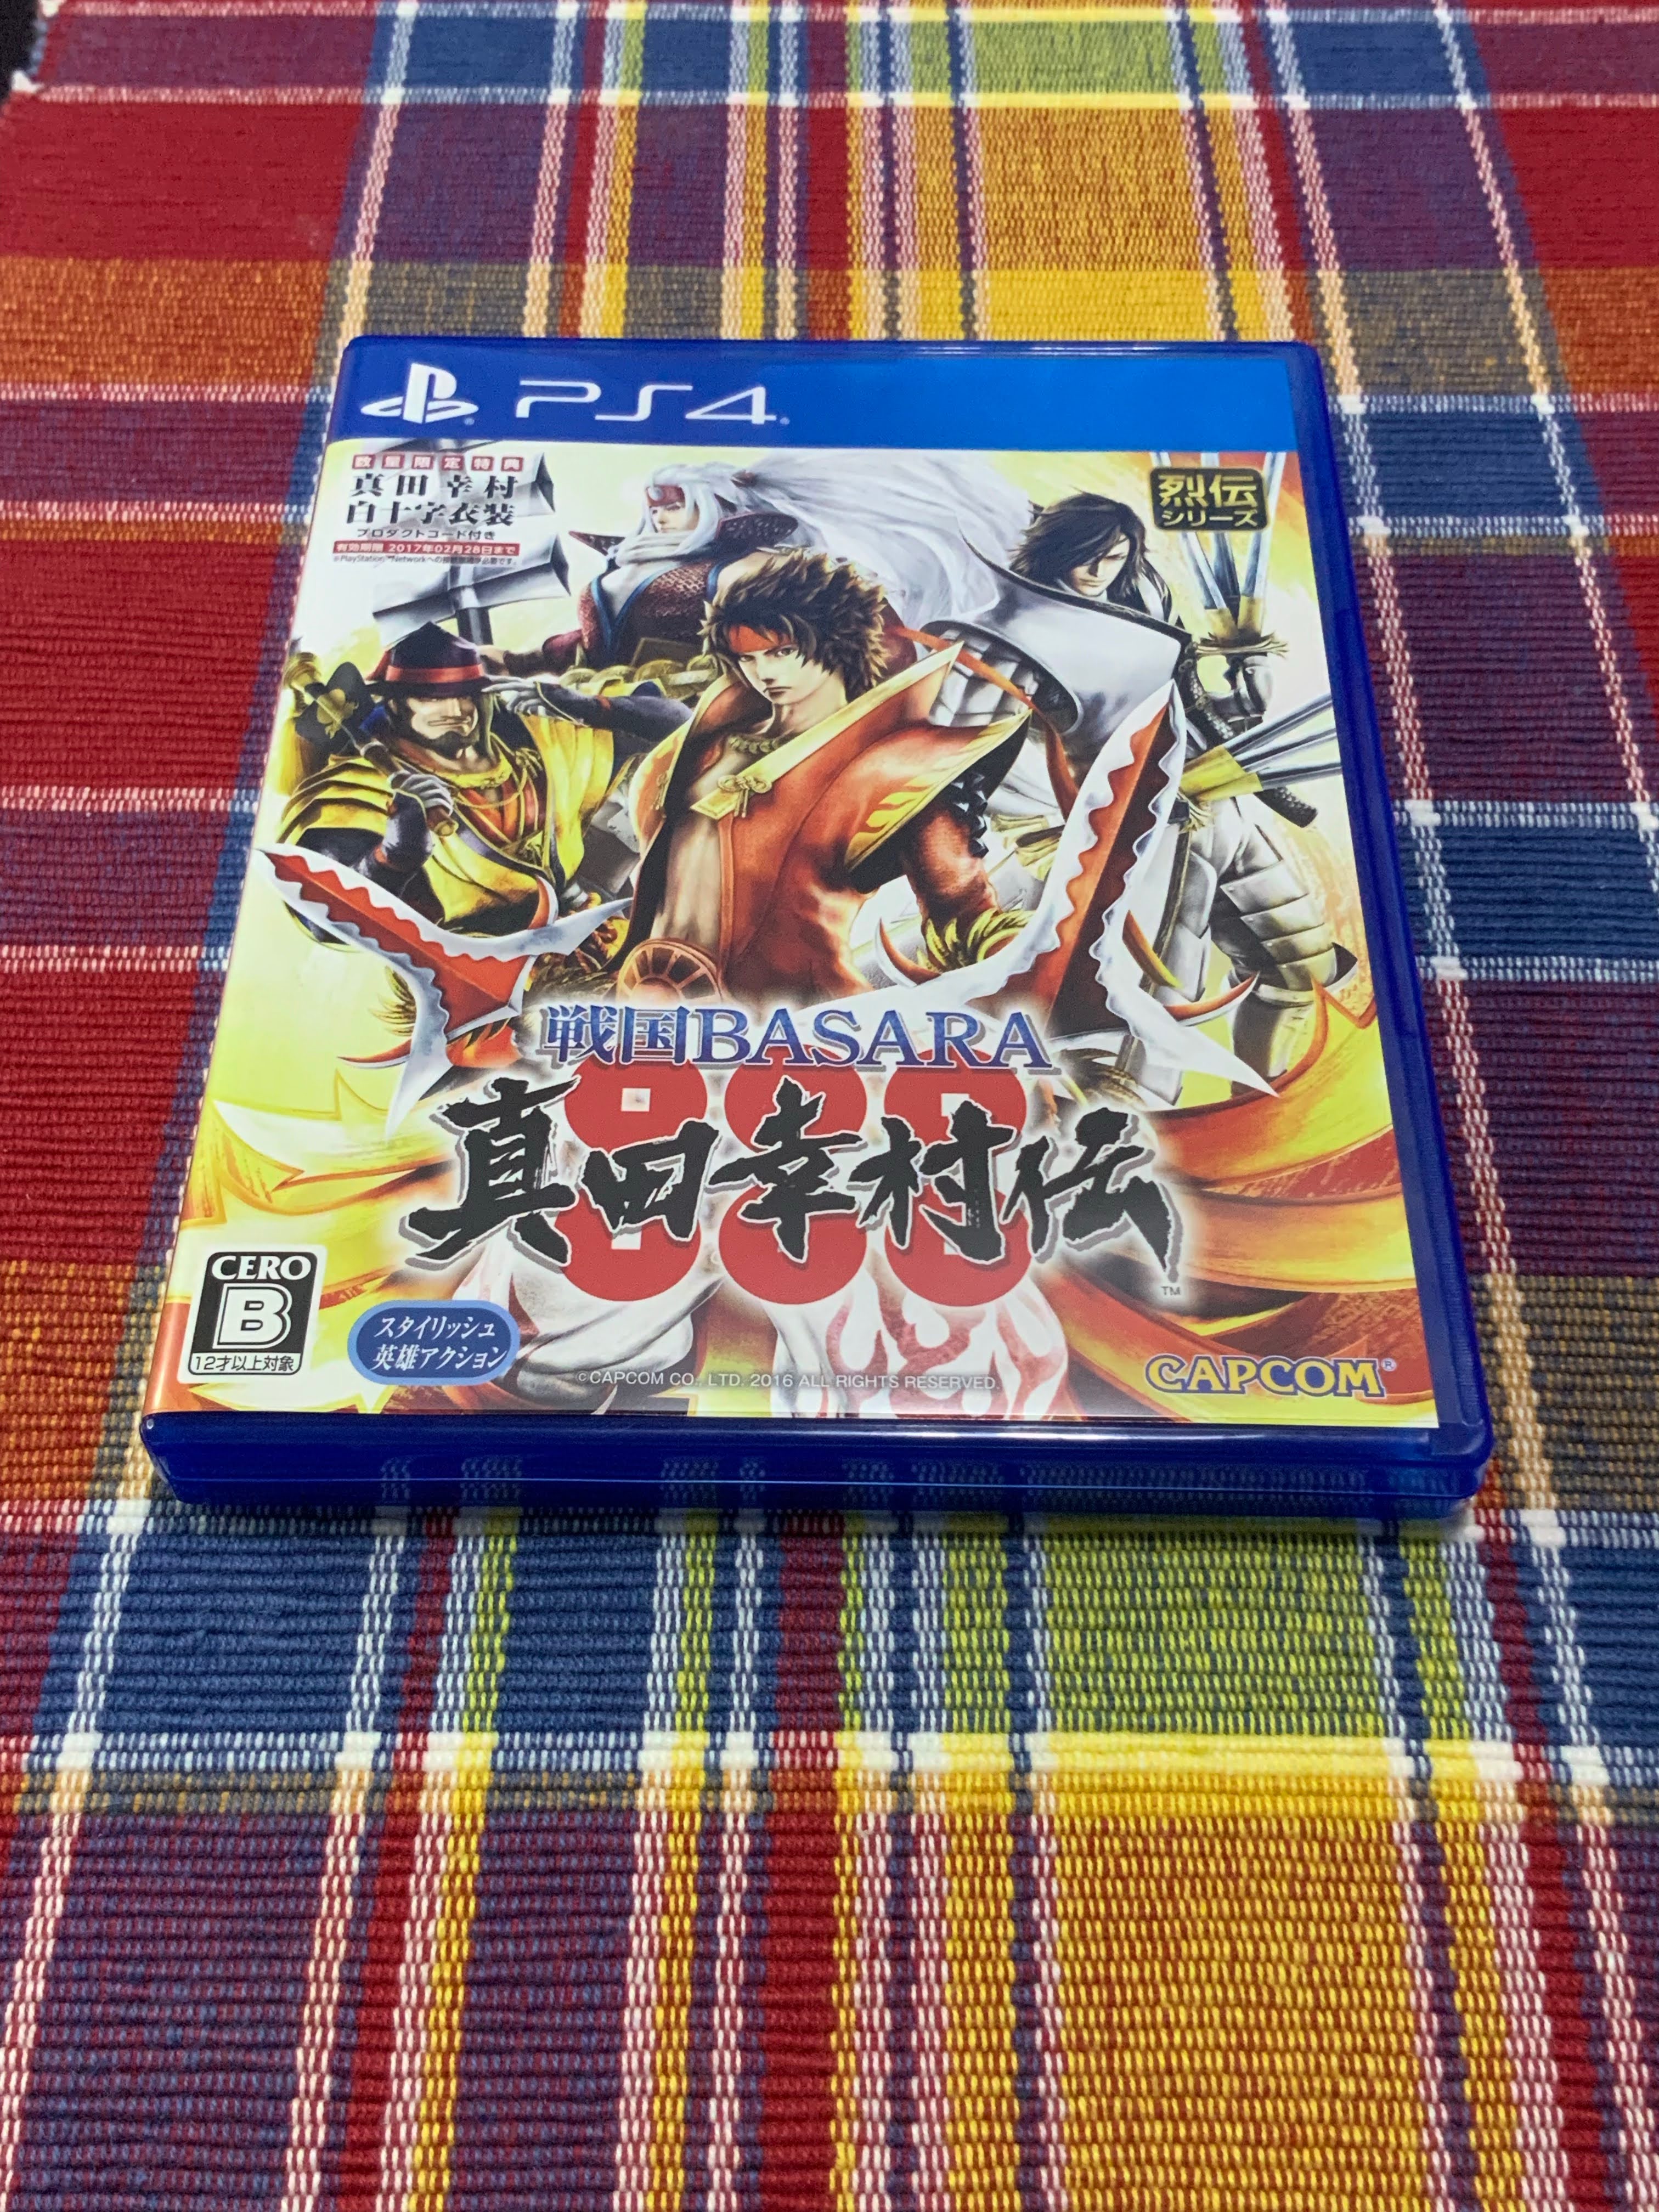 PS4
数量限定特典
真田幸村
白十字衣装
プロダクトコード付き
有効期限 2017年02月28日まで
烈伝
シリーズ
戦国BASARA
真田幸村伝
TM
CERO
B
12才以上対象
スタイリッシュ
英雄アクション
©CAPCOM CO., LTD. 2016 ALL RIGHTS RESERVED.
CAPCOM®